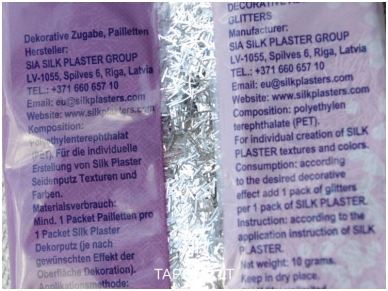 Dekorative Zugabe, Pailletten
Hersteller:
SIA SILK PLASTER GROUP
LV-1055, Spilves 6, Riga, Latvia
TEL.: +371 660 657 10
Email: eu@silkplasters.com
Website: www.silkplasters.com
Komposition:
Polyethylenterephthalat
(PET). Für die individuelle
Erstellung von Silk Plaster
Seidenputz Texturen und
Farben.
Materialsverbrauch:
Mind. 1 Packet Pailletten pro
1 Packet Silk Plaster
Dekorputz (je nach
gewünschten Effekt der
Oberfläche Dekoration).
Applikationsmethode:
DECORATIVE
GLITTERS
Manufacturer:
SIA SILK PLASTER GROUP
LV-1055, Spilves 6, Riga, Latvia
TEL.: +371 660 657 10
Email: eu@silkplasters.com
Website: www.silkplasters.com
Composition: polyethylen
terephthalate (PET).
For individual creation of SILK
PLASTER textures and colors.
Consumption: according
to the desired decorative
effect add 1 pack of glitters
per 1 pack of SILK PLASTER.
Instruction: according to the
application instruction of SILK
PLASTER.
Net weight: 10 grams.
Keep in dry place.